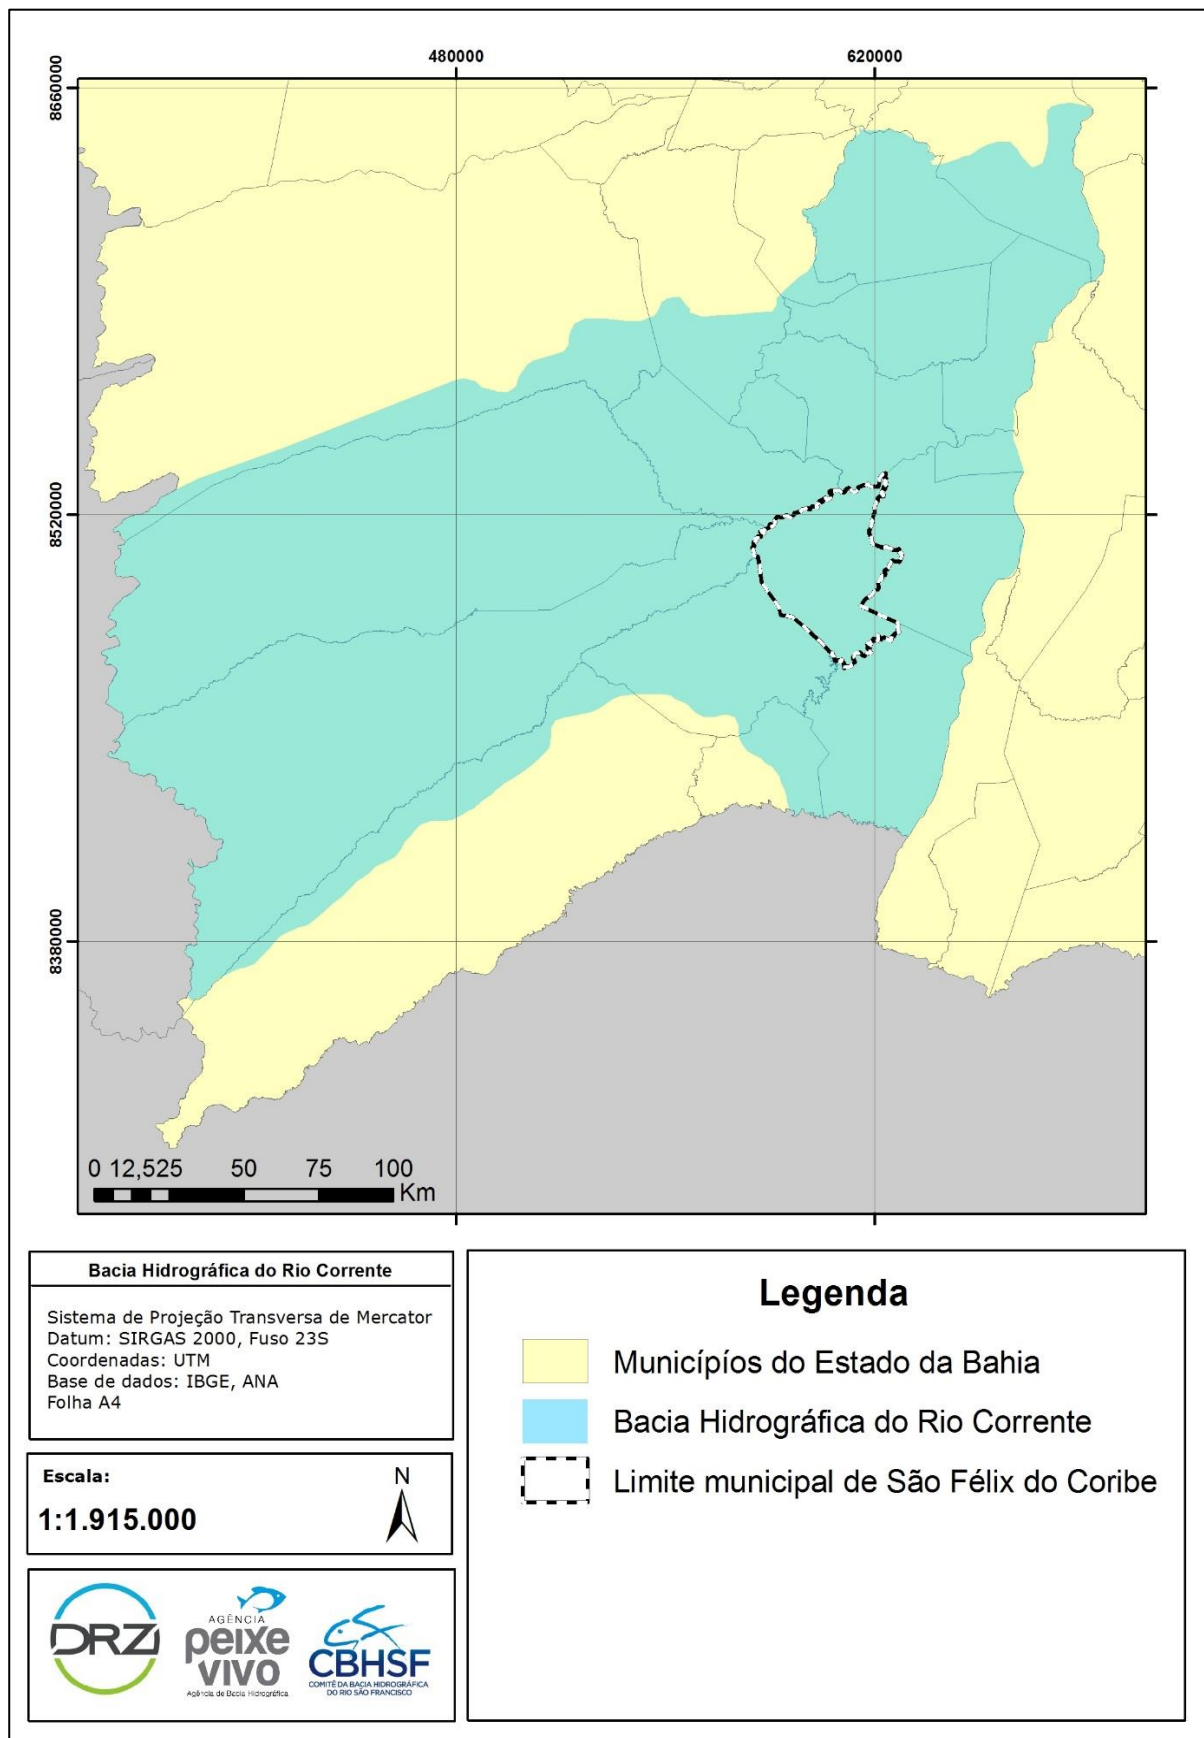 480000 620000
8660000
8520000
8380000
0 12,525 50 75 100
Km
Bacia Hidrográfica do Rio Corrente
Sistema de Projeção Transversa de Mercator
Datum: SIRGAS 2000, Fuso 23S
Coordenadas: UTM
Base de dados: IBGE, ANA
Folha A4
Escala:
N
1:1.915.000
DRZ
AGÊNCIA
peixe
vivo
Agência de Bacia Hidrográfica
CBHSF
COMITÊ DA BACIA HIDROGRÁFICA
DO RIO SÃO FRANCISCO
Legenda
Municípíos do Estado da Bahia
Bacia Hidrográfica do Rio Corrente
Limite municipal de São Félix do Coribe